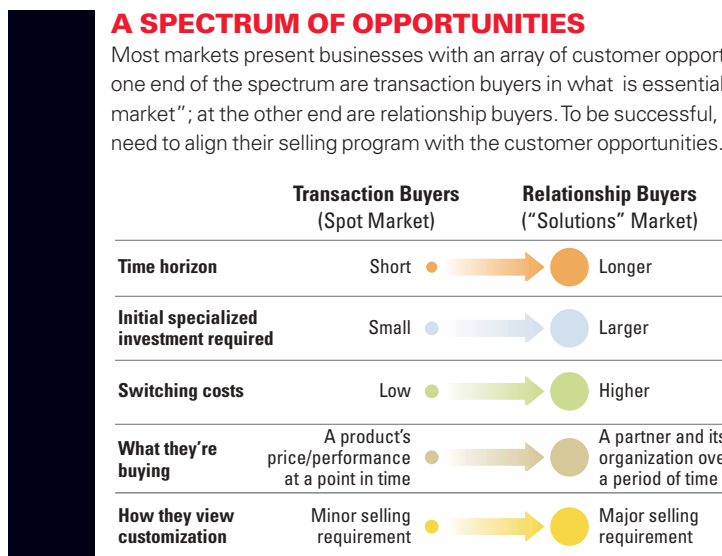 A SPECTRUM OF OPPORTUNITIES
Most markets present businesses with an array of customer
one end of the spectrum are transaction buyers in what is
market”; at the other end are relationship buyers. To be successful,
need to align their selling program with the customer opportunities.
Transaction Buyers Relationship Buyers
(Spot Market) (“Solutions” Market)
Time horizon Short Longer
Initial specialized
investment required Small Larger
Switching costs Low Higher
What they’re
buying
A product’s
price/performance
at a point in time
A partner and its
organization
a period of time
How they view
customization
Minor selling
requirement
Major selling
requirement